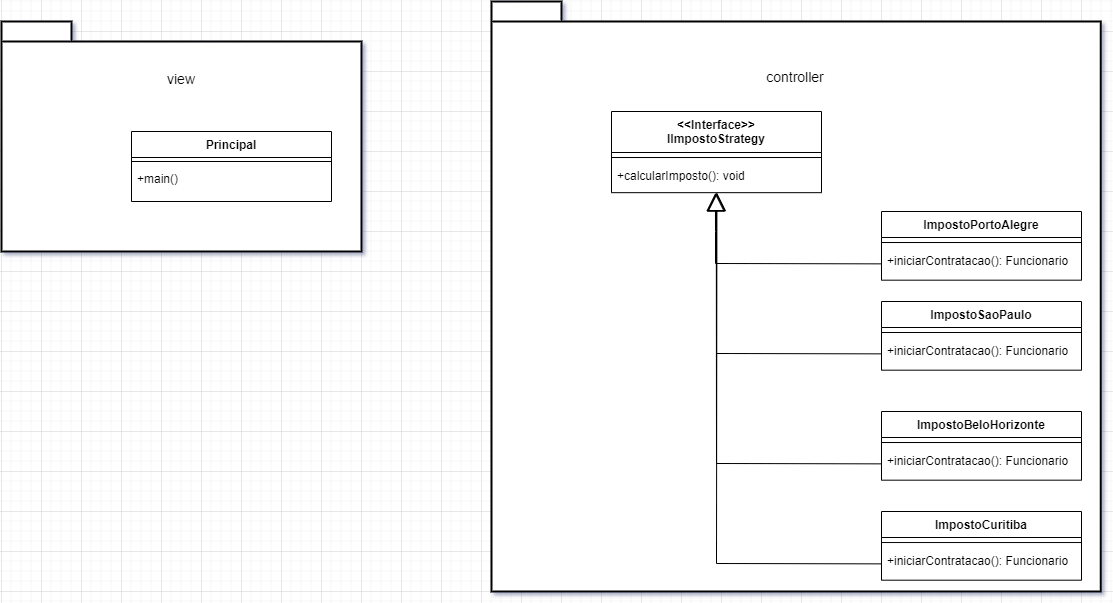 view
Principal
+main()
controller
<<Interface>>
IImpostoStrategy
+calcularImposto(): void
ImpostoPortoAlegre
+iniciarContratacao(): Funcionario
ImpostoSaoPaulo
+iniciarContratacao(): Funcionario
ImpostoBeloHorizonte
+iniciarContratacao(): Funcionario
ImpostoCuritiba
+iniciarContratacao(): Funcionario